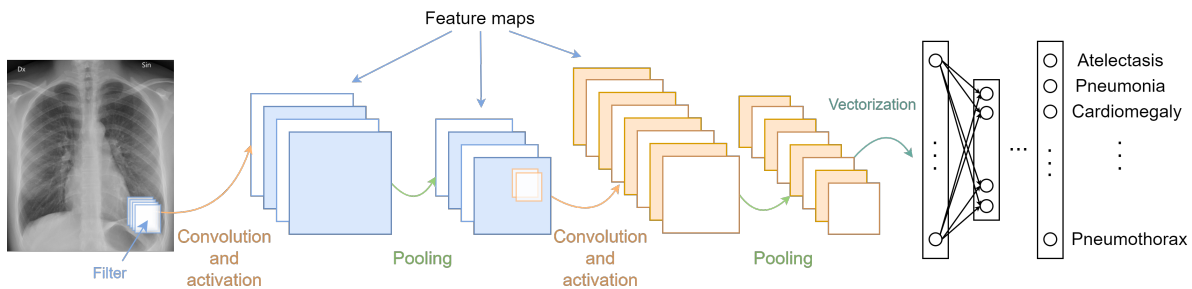 Feature maps
Dx
Sin
Filter
Convolution
and
activation
Pooling
Convolution
and
activation
Pooling
Vectorization
Atelectasis
Pneumonia
Cardiomegaly
Pneumothorax